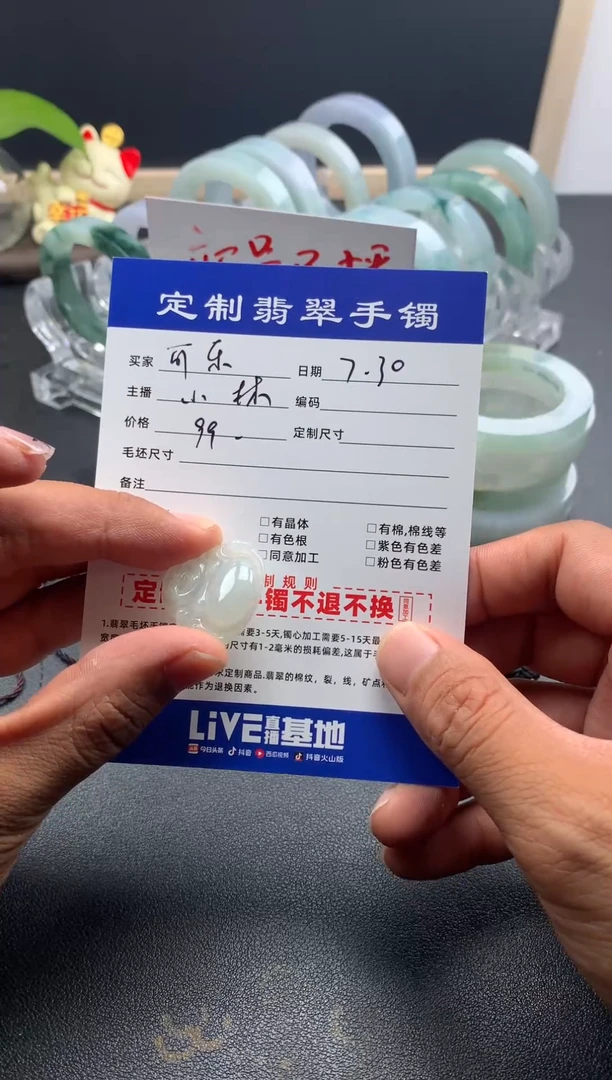 定制翡翠手镯
买家 可乐 日期 7.30
主播 小林 编码
价格 99.- 定制尺寸
毛坯尺寸
备注
□有晶体 □有棉,棉线等
□有色根 □紫色有色差
□同意加工 □粉色有色差
制规则
定 镯不退不换
1.翡翠毛坯手 需要3-5天,镯心加工需要5-15天
尺寸有1-2毫米的损耗偏差,这属于
求定制商品.翡翠的棉纹,裂,线,矿点
作为退换因素。
LiVE直播基地
今日头条 抖音 西瓜视频 抖音火山版